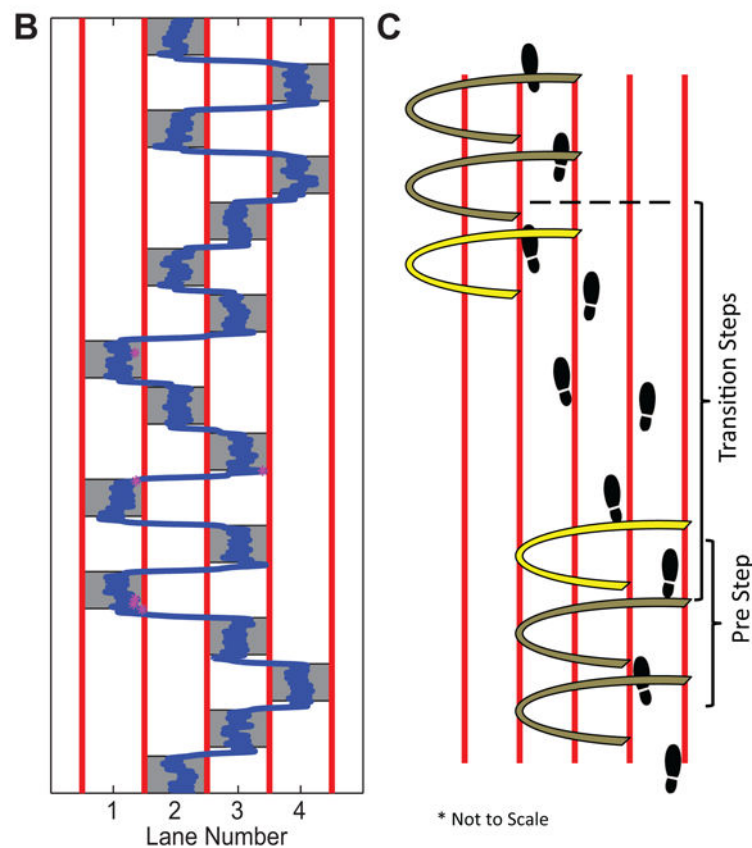 B
C
1 2 3 4
Lane Number
Transition Steps
Pre Step
* Not to Scale